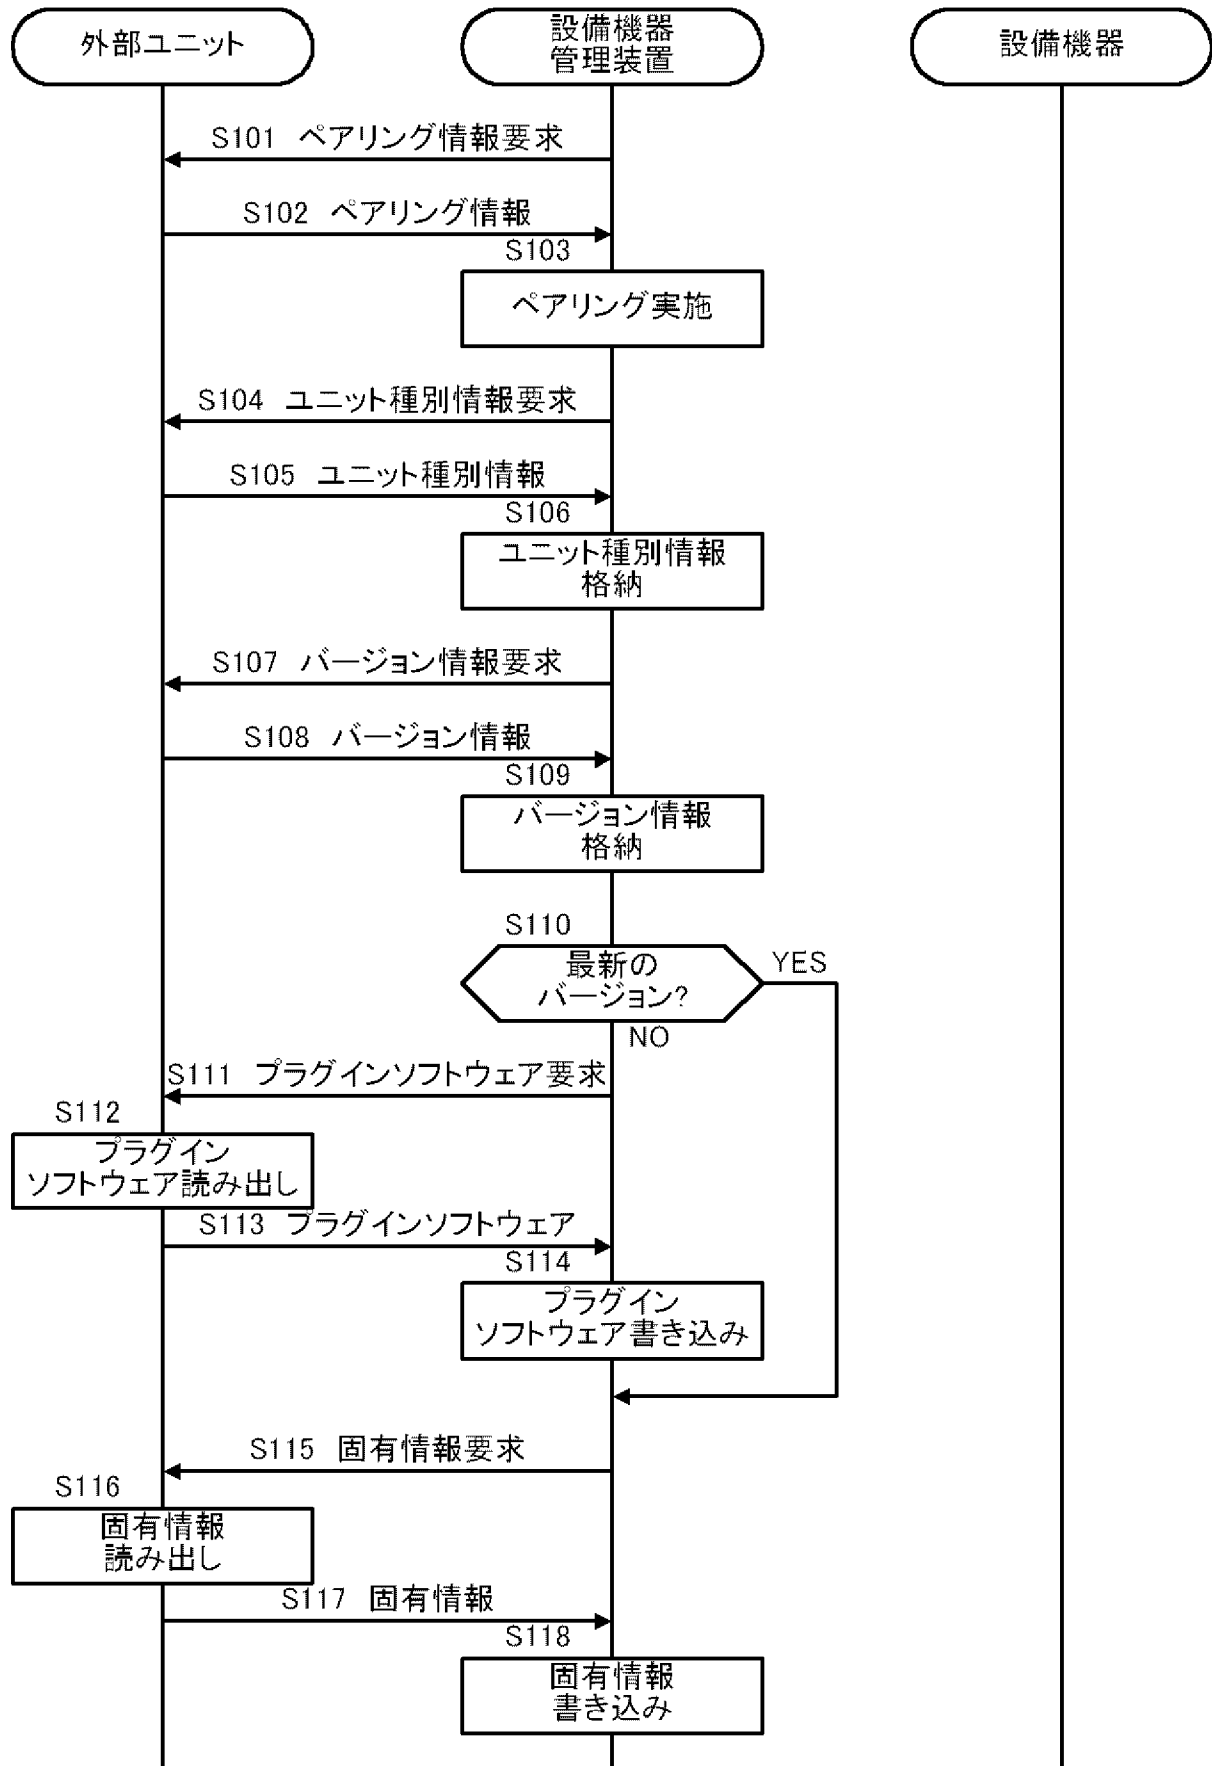 外部ユニット
設備機器
管理装置
設備機器
S101 ペアリング情報要求
S102 ペアリング情報
S103
ペアリング実施
S104 ユニット種別情報要求
S105 ユニット種別情報
S106
ユニット種別情報
格納
S107 バージョン情報要求
S108 バージョン情報
S109
バージョン情報
格納
S110
最新の
バージョン?
YES
NO
S111 プラグインソフトウェア要求
S112
プラグイン
ソフトウェア読み出し
S113 プラグインソフトウェア
S114
プラグイン
ソフトウェア書き込み
S115 固有情報要求
S116
固有情報
読み出し
S117 固有情報
S118
固有情報
書き込み